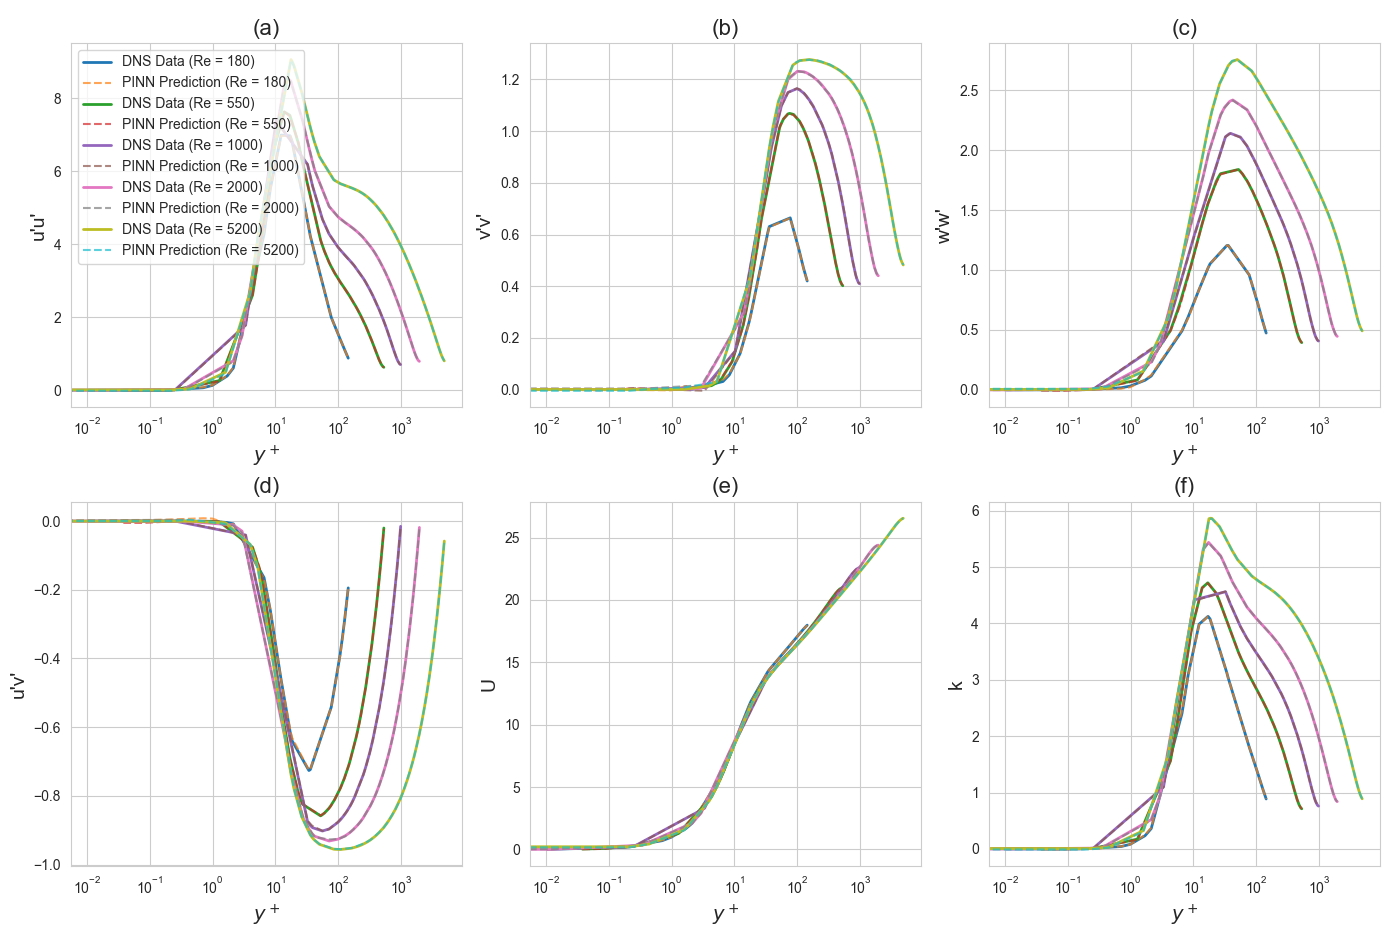 (a)
(b)
(c)
DNS Data (Re = 180)
PINN Prediction (Re = 180)
DNS Data (Re = 550)
PINN Prediction (Re = 550)
DNS Data (Re = 1000)
PINN Prediction (Re = 1000)
DNS Data (Re = 2000)
PINN Prediction (Re = 2000)
DNS Data (Re = 5200)
PINN Prediction (Re = 5200)
u'u'
8
6
4
2
0
10⁻² 10⁻¹ 10⁰ 10¹ 10² 10³
y⁺
v'v'
1.2
1.0
0.8
0.6
0.4
0.2
0.0
10⁻² 10⁻¹ 10⁰ 10¹ 10² 10³
y⁺
w'w'
2.5
2.0
1.5
1.0
0.5
0.0
10⁻² 10⁻¹ 10⁰ 10¹ 10² 10³
y⁺
(d)
(e)
(f)
u'v'
0.0
−0.2
−0.4
−0.6
−0.8
−1.0
10⁻² 10⁻¹ 10⁰ 10¹ 10² 10³
y⁺
U
25
20
15
10
5
0
10⁻² 10⁻¹ 10⁰ 10¹ 10² 10³
y⁺
k
6
5
4
3
2
1
0
10⁻² 10⁻¹ 10⁰ 10¹ 10² 10³
y⁺